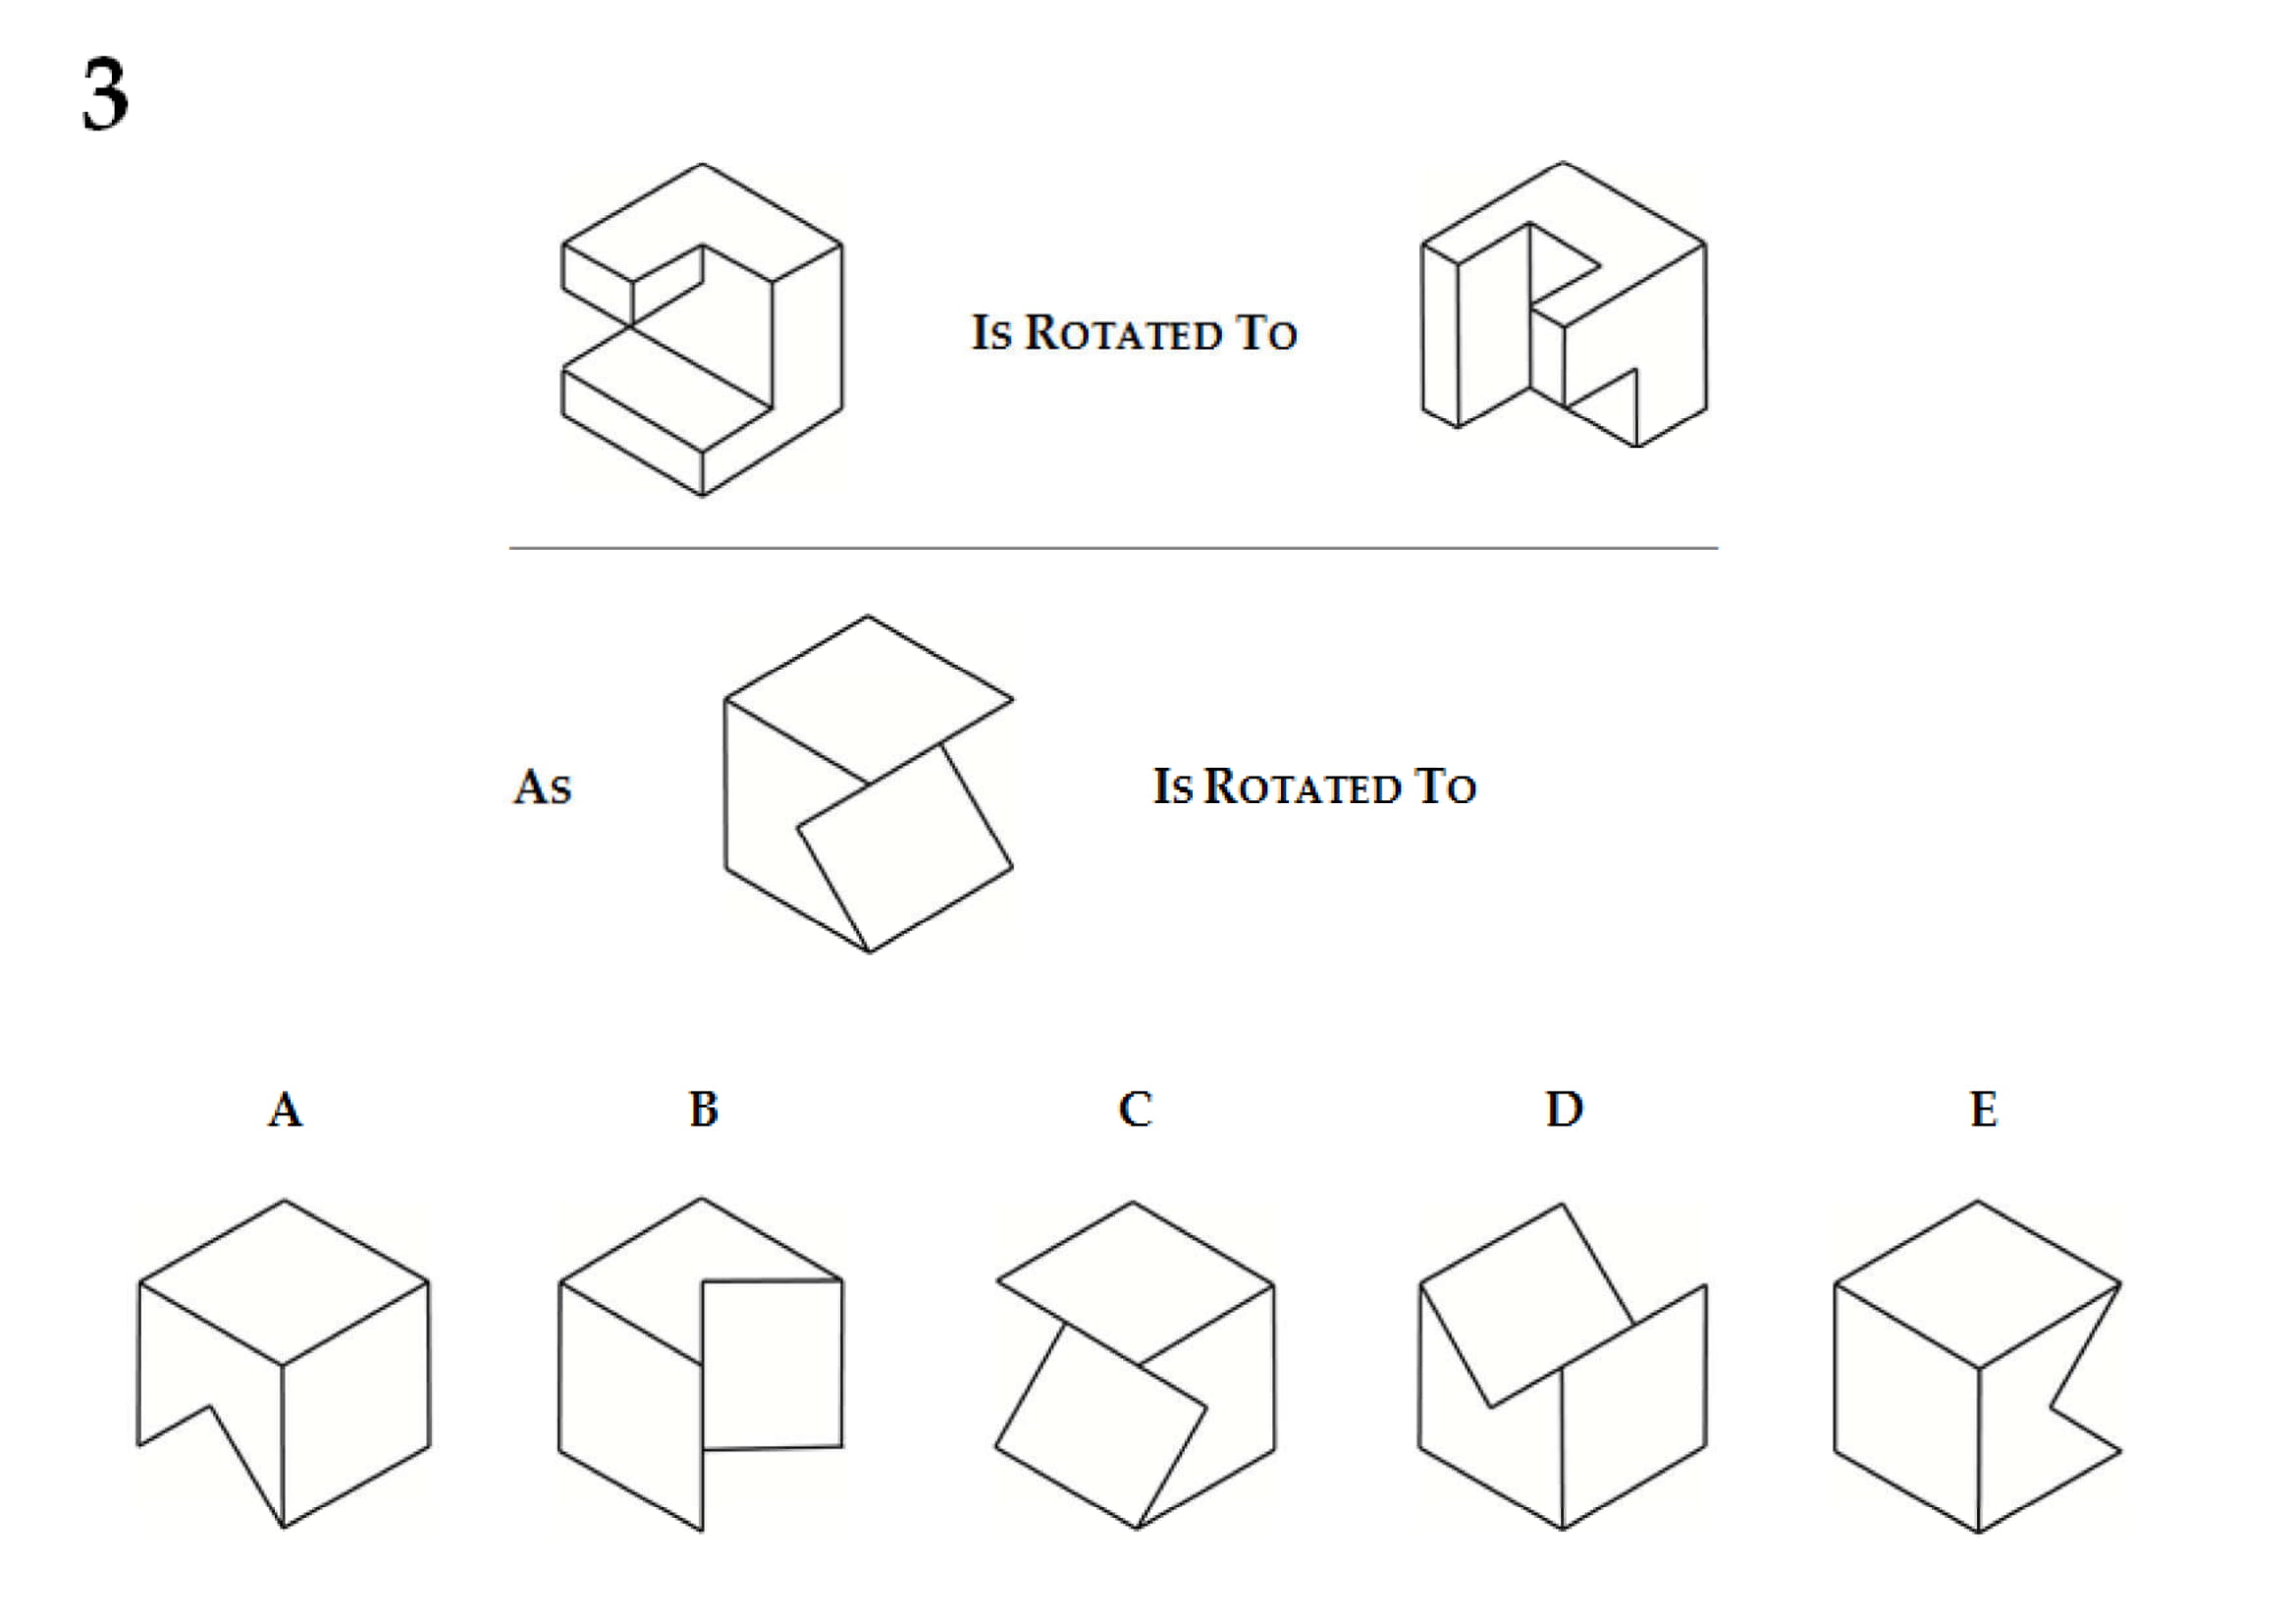 3
Is Rotated To
As
Is Rotated To
A B C D E